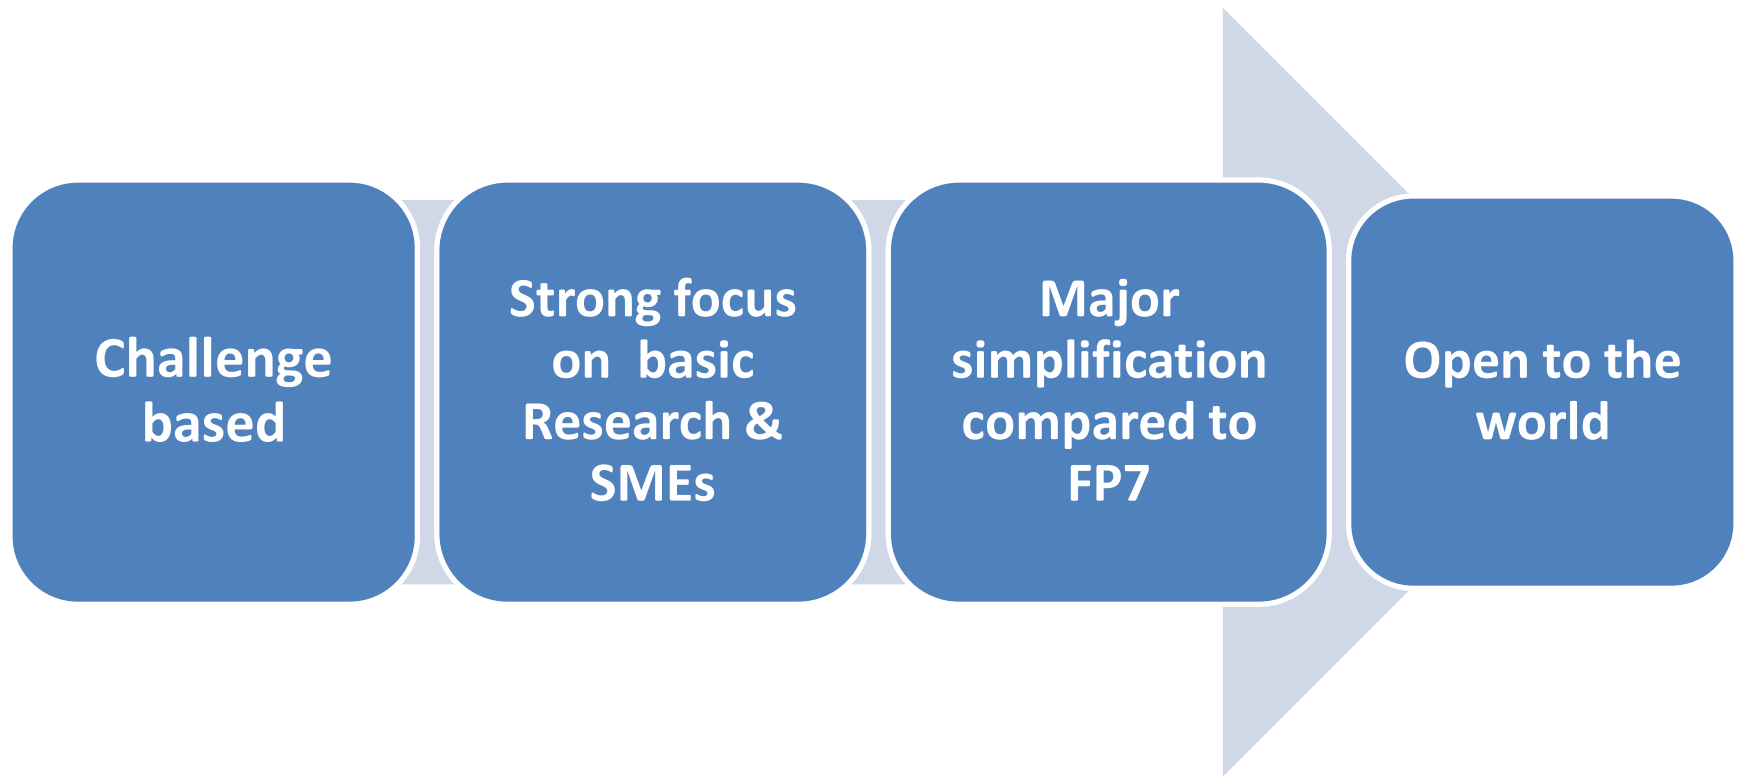 Challenge
based
Strong focus
on  basic
Research &
SMEs
Major
simplification
compared to
FP7
Open to the
world